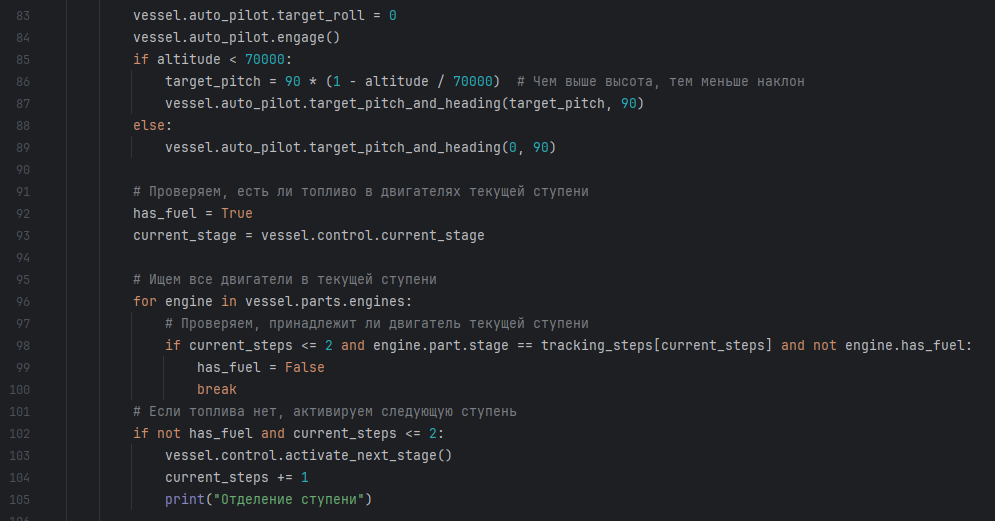 83 vessel.auto_pilot.target_roll = 0
84 vessel.auto_pilot.engage()
85 if altitude < 70000:
86 target_pitch = 90 * (1 - altitude / 70000)  # Чем выше высота, тем меньше наклон
87 vessel.auto_pilot.target_pitch_and_heading(target_pitch, 90)
88 else:
89 vessel.auto_pilot.target_pitch_and_heading(0, 90)
90
91 # Проверяем, есть ли топливо в двигателях текущей ступени
92 has_fuel = True
93 current_stage = vessel.control.current_stage
94
95 # Ищем все двигатели в текущей ступени
96 for engine in vessel.parts.engines:
97 # Проверяем, принадлежит ли двигатель текущей ступени
98 if current_steps <= 2 and engine.part.stage == tracking_steps[current_steps] and not engine.has_fuel:
99 has_fuel = False
100 break
101 # Если топлива нет, активируем следующую ступень
102 if not has_fuel and current_steps <= 2:
103 vessel.control.activate_next_stage()
104 current_steps += 1
105 print("Отделение ступени")